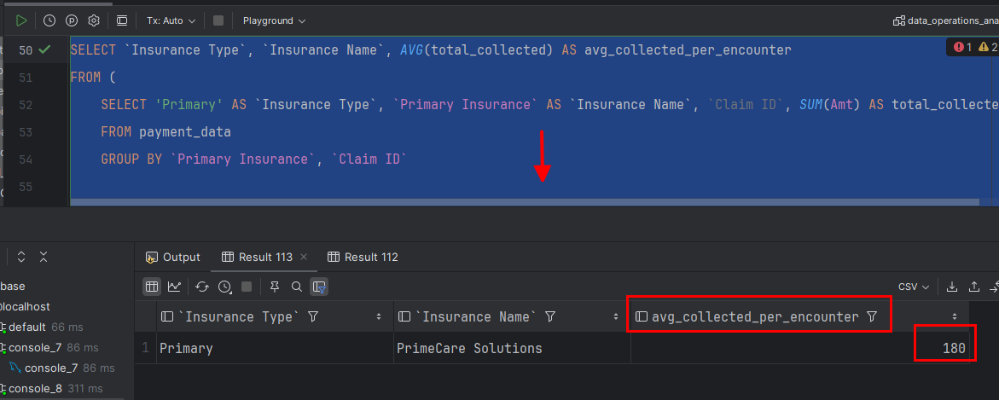 Tx: Auto
Playground
data_operations_ana
50
SELECT `Insurance Type`, `Insurance Name`, AVG(total_collected) AS avg_collected_per_encounter
1
2
51
FROM (
52
SELECT 'Primary' AS `Insurance Type`, `Primary Insurance` AS `Insurance Name`, `Claim ID`, SUM(Amt) AS total_collecte
53
FROM payment_data
54
GROUP BY `Primary Insurance`, `Claim ID`
55
Output
Result 113
Result 112
base
CSV
@localhost
default 66 ms
console_7 86 ms
console_7 86 ms
console_8 311 ms
`Insurance Type`
`Insurance Name`
avg_collected_per_encounter
1
Primary
PrimeCare Solutions
180